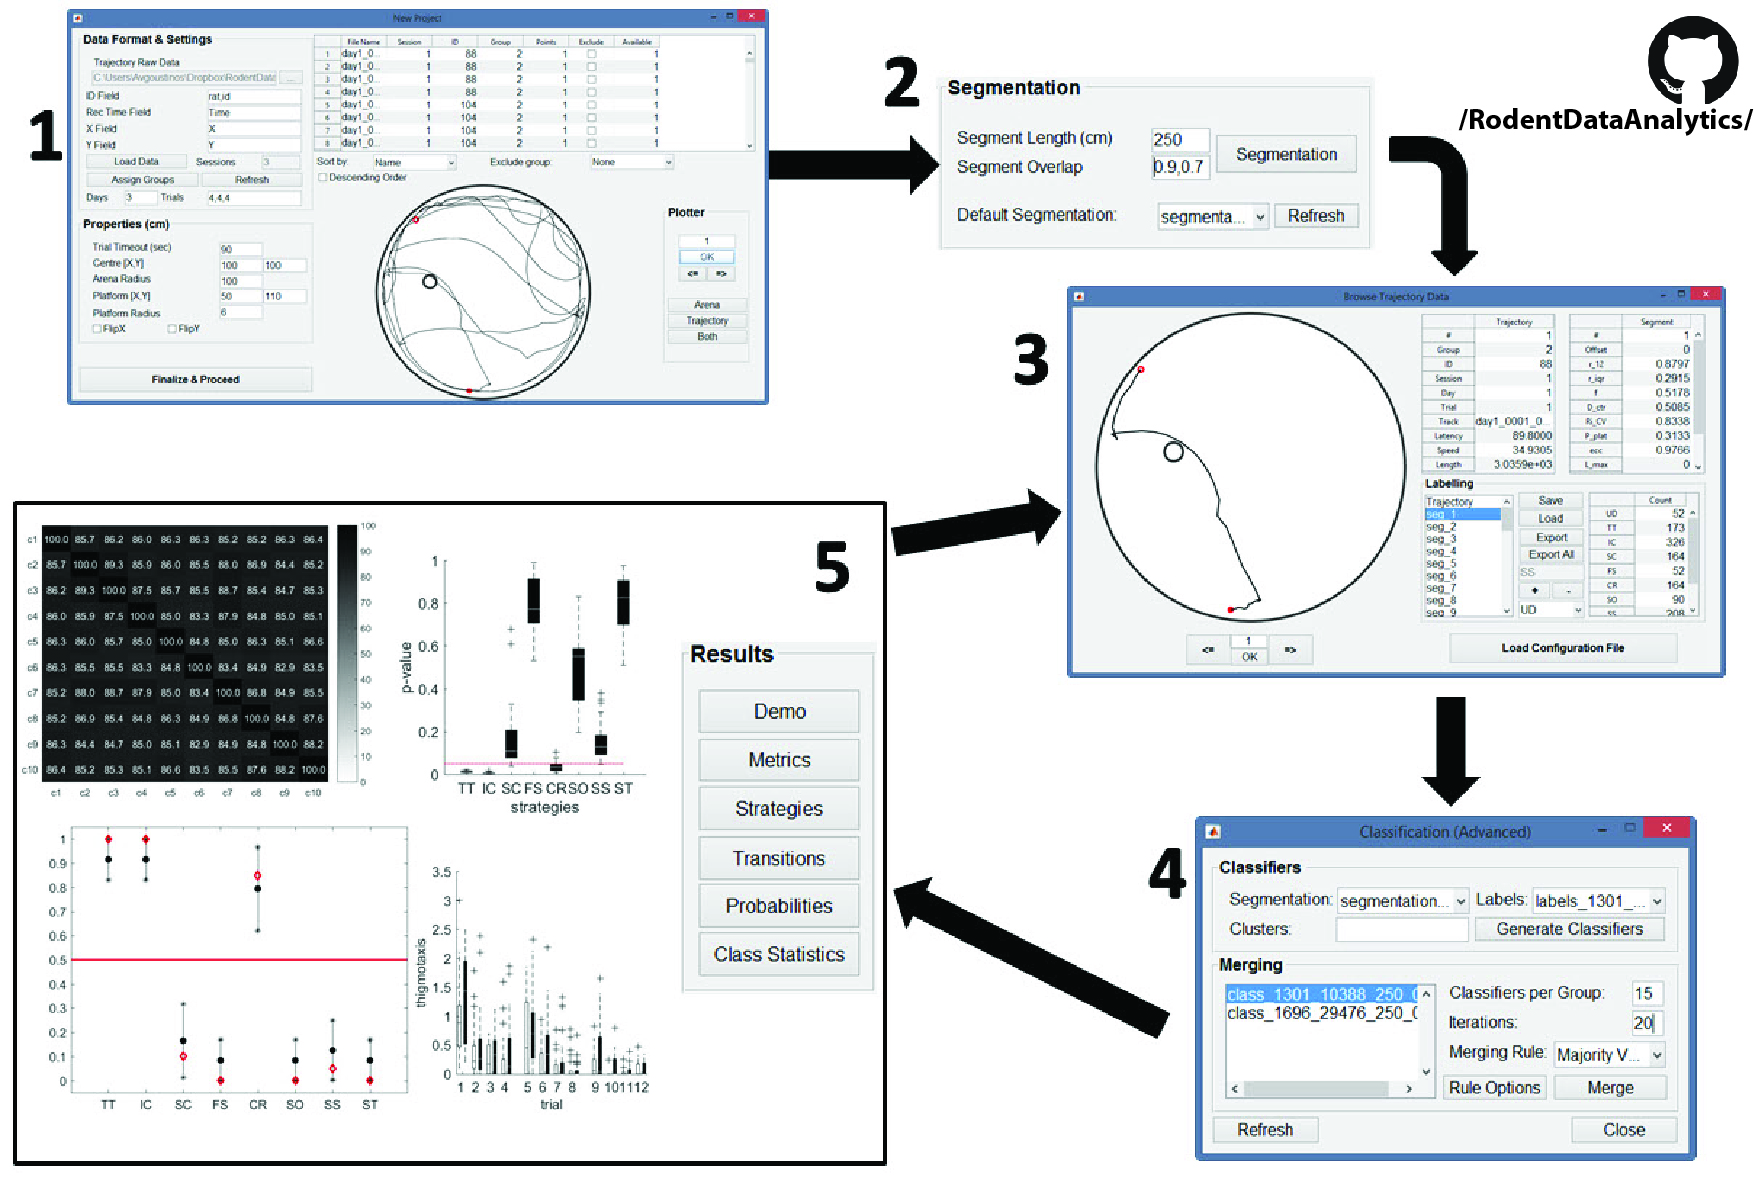 1
New Project
Data Format & Settings
Trajectory Raw Data
C:\Users\Avgoustinos\Dropbox\RodentData
...
ID Field rat,id
Rec Time Field Time
X Field X
Y Field Y
Load Data Sessions 3
Assign Groups Refresh
Days 3 Trials 4,4,4
Properties (cm)
Trial Timeout (sec)
Centre [X,Y] 100 100
Arena Radius 100
Platform [X,Y] 50 110
Platform Radius 6
FlipX FlipY
Finalize & Proceed
File Name Session ID Group Points Exclude Available
1 day1_0... 1 88 2 1 1
2 day1_0... 1 88 2 1 1
3 day1_0... 1 88 2 1 1
4 day1_0... 1 88 2 1 1
5 day1_0... 1 104 2 1 1
6 day1_0... 1 104 2 1 1
7 day1_0... 1 104 2 1 1
8 day1_0... 1 104 2 1 1
Sort by Name Exclude group: None
Descending Order
Plotter
1
OK
<= =>
Arena
Trajectory
Both
2
Segmentation
Segment Length (cm) 250
Segment Overlap 0.9,0.7
Segmentation
Default Segmentation: segmenta... Refresh
/RodentDataAnalytics/
3
Browse Trajectory Data
Trajectory
# 1
Group 2
ID 88
Session 1
Day 1
Trial 1
Track day1_0001_0...
Latency 89.8000
Speed 34.9305
Length 3.0359e+03
Segment
# 1
Offset 0
r_12 0.8797
r_iqr 0.2915
f 0.5178
D_ctr 0.5085
Ri_CV 0.8338
P_plat 0.3133
ecc 0.9766
L_max 0
Labelling
Trajectory
seg_1
seg_2
seg_3
seg_4
seg_5
seg_6
seg_7
seg_8
seg_9
Save
Load
Export
Export All
SS
+ -
UD
Count
UD 52
TT 173
IC 326
SC 164
FS 52
CR 164
SO 90
SS 208
<= 1 =>
OK
Load Configuration File
4
Classification (Advanced)
Classifiers
Segmentation: segmentation... Labels: labels_1301_...
Clusters: Generate Classifiers
Merging
class_1301_10388_250_0
class_1696_29476_250_0
Classifiers per Group: 15
Iterations: 20
Merging Rule: Majority V...
Rule Options Merge
Refresh Close
5
c1 100.0 85.7 86.2 86.0 86.3 86.3 85.2 85.2 86.3 86.4
c2 85.7 100.0 89.3 85.9 86.0 85.5 88.0 86.9 84.4 85.2
c3 86.2 89.3 100.0 87.5 85.7 85.5 88.7 85.4 84.7 85.3
c4 86.0 85.9 87.5 100.0 85.0 83.3 87.9 84.8 85.0 85.1
c5 86.3 86.0 85.7 85.0 100.0 84.8 85.0 86.3 85.1 86.6
c6 86.3 85.5 85.5 83.3 84.8 100.0 83.4 84.9 82.9 83.5
c7 85.2 88.0 88.7 87.9 85.0 83.4 100.0 86.8 84.9 85.5
c8 85.2 86.9 85.4 84.8 86.3 84.9 86.8 100.0 84.8 87.6
c9 86.3 84.4 84.7 85.0 85.1 82.9 84.9 84.8 100.0 88.2
c10 86.4 85.2 85.3 85.1 86.6 83.5 85.5 87.6 88.2 100.0
c1 c2 c3 c4 c5 c6 c7 c8 c9 c10
100
90
80
70
60
50
40
30
20
10
0
1
0.8
0.6
0.4
0.2
0
p-value
TT IC SC FS CR SO SS ST
strategies
1
0.9
0.8
0.7
0.6
0.5
0.4
0.3
0.2
0.1
0
TT IC SC FS CR SO SS ST
3.5
3
2.5
2
1.5
1
0.5
0
thigmotaxis
1 2 3 4 5 6 7 8 9 10 11 12
trial
Results
Demo
Metrics
Strategies
Transitions
Probabilities
Class Statistics